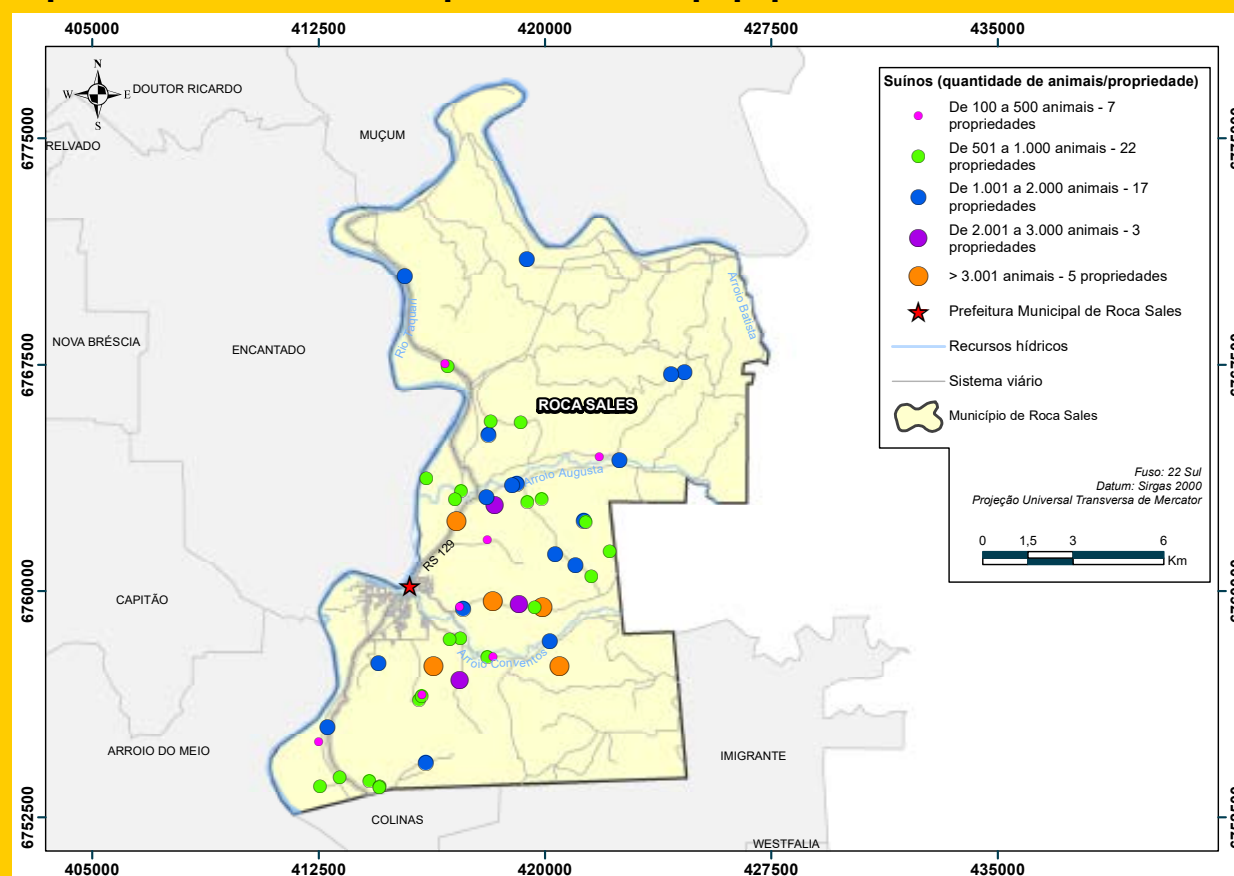 405000 412500 420000 427500 435000
N
W E
S
DOUTOR RICARDO
MUÇUM
RELVADO
6775000
Suínos (quantidade de animais/propriedade)
De 100 a 500 animais - 7
propriedades
De 501 a 1.000 animais - 22
propriedades
De 1.001 a 2.000 animais - 17
propriedades
De 2.001 a 3.000 animais - 3
propriedades
> 3.001 animais - 5 propriedades
Prefeitura Municipal de Roca Sales
Recursos hídricos
Sistema viário
Município de Roca Sales
Fuso: 22 Sul
Datum: Sirgas 2000
Projeção Universal Transversa de Mercator
0 1,5 3 6
Km
Arroio Batista
Rio Taquari
NOVA BRÉSCIA
ENCANTADO
ROCA SALES
Arroio Augusta
RS 129
CAPITÃO
6760000
Arroio Conventos
ARROIO DO MEIO
IMIGRANTE
COLINAS
6752500
WESTFALIA
405000 412500 420000 427500 435000